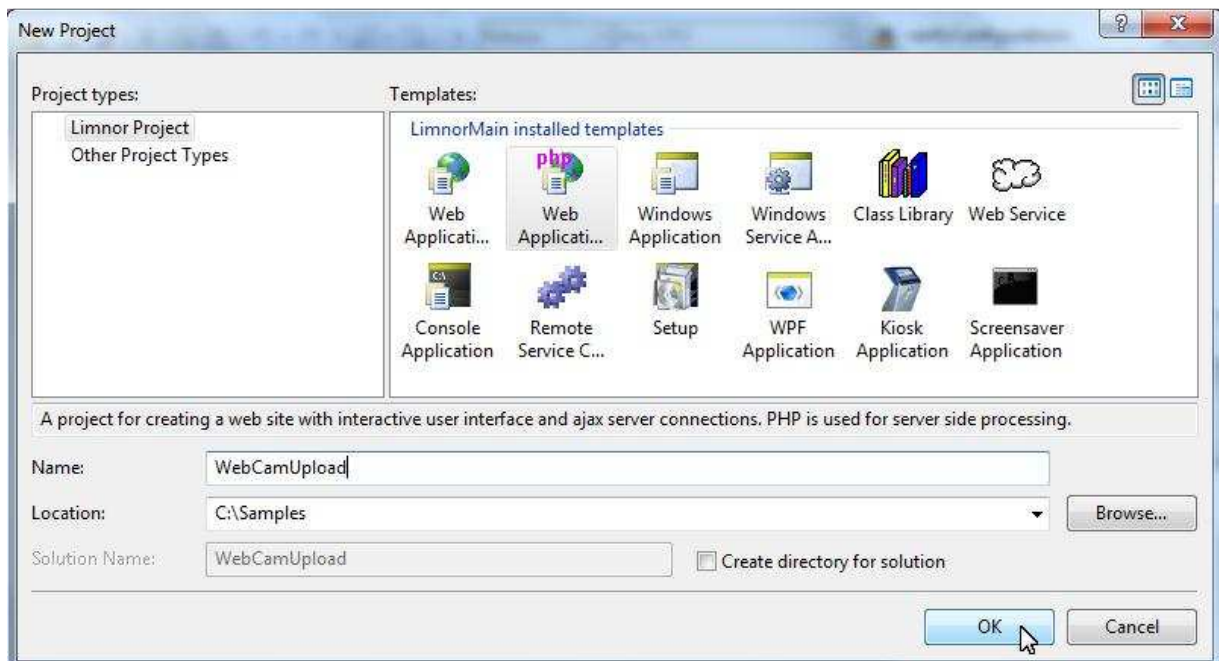 New Project
Project types:
Templates:
Limnor Project
Other Project Types
LimnorMain installed templates
php
Web
Applicati...
Web
Applicati...
Windows
Application
Windows
Service A...
Class Library
Web Service
C:\
Console
Application
Remote
Service C...
Setup
WPF
Application
Kiosk
Application
Screensaver
Application
A project for creating a web site with interactive user interface and ajax server connections. PHP is used for server side processing.
Name:
WebCamUpload
Location:
C:\Samples
Browse...
Solution Name:
WebCamUpload
Create directory for solution
OK
Cancel